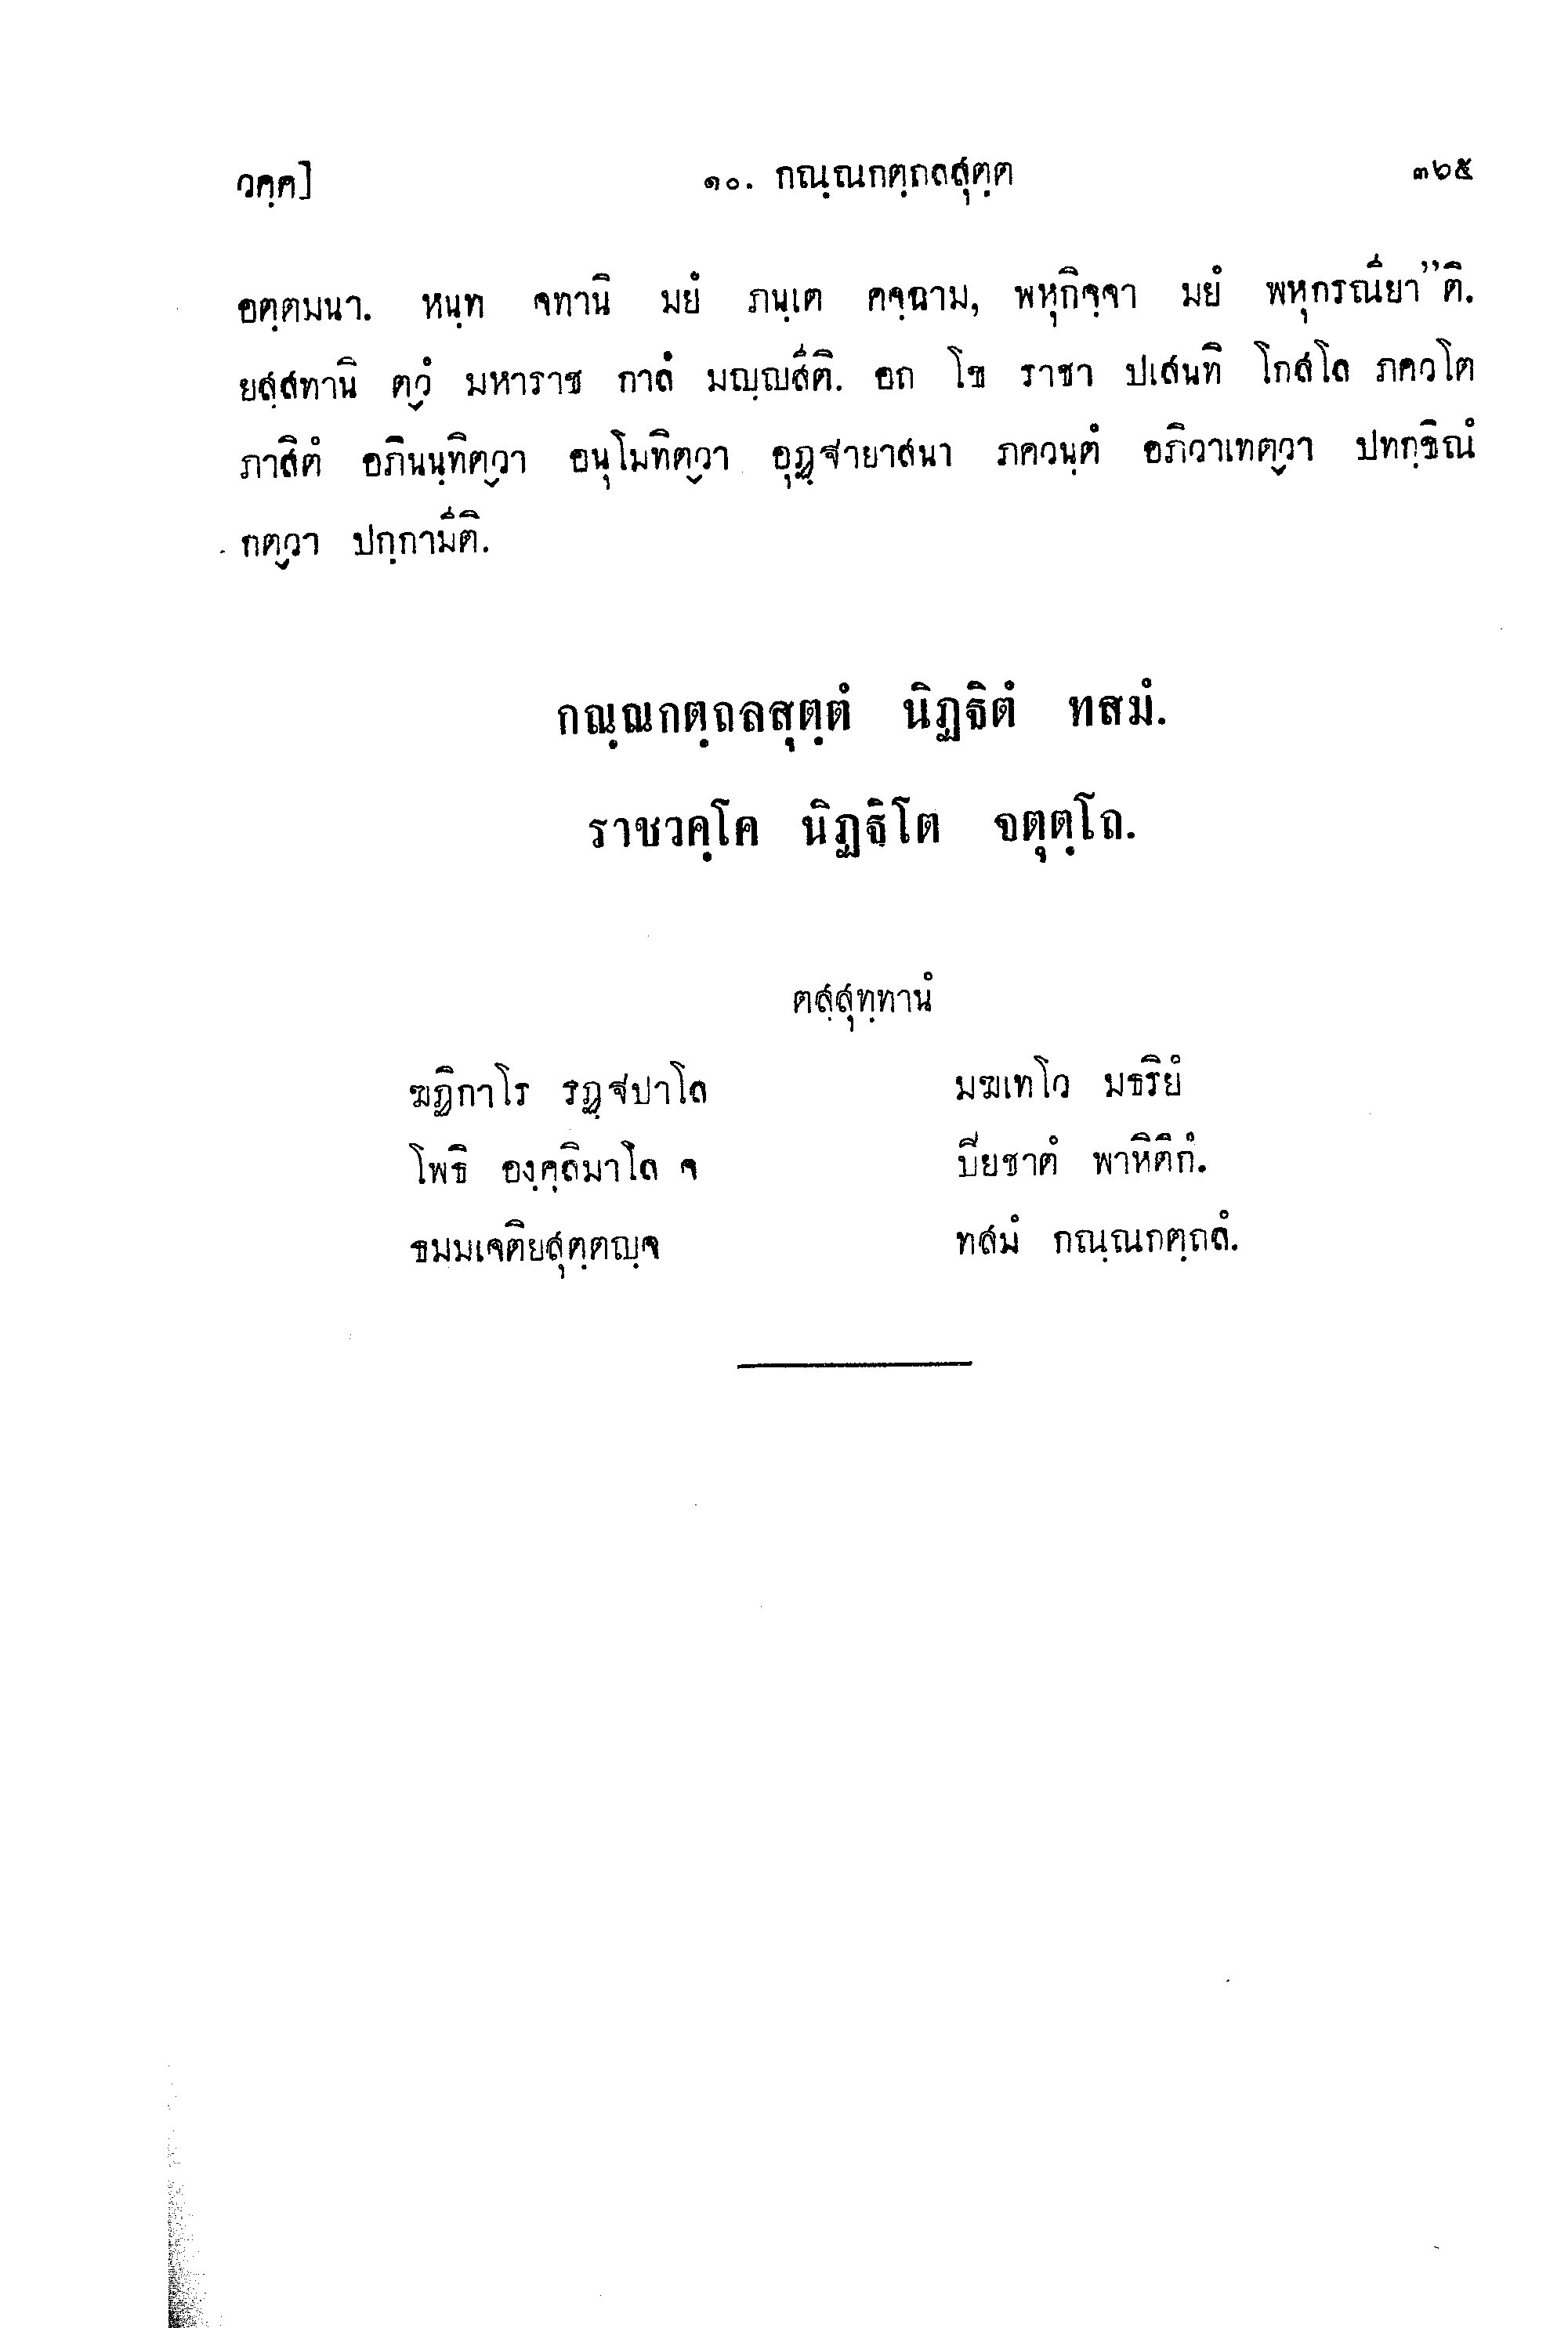 วคฺค] ๑๐. กณฺณกตฺถลสุตฺต ๓๖๕
อตฺตมนา. หนฺท จทานิ มยํ ภนฺเต คจฺฉาม, พหุกิจฺจา มยํ พหุกรณียา”ติ.
ยสฺสทานิ ตฺวํ มหาราช กาลํ มญฺญสีติ. อถ โข ราชา ปเสนทิ โกสโล ภควโต
ภาสิตํ อภินนฺทิตฺวา อนุโมทิตฺวา อุฏฺฐายาสนา ภควนฺตํ อภิวาเทตฺวา ปทกฺขิณํ
กตฺวา ปกฺกามีติ.
กณฺณกตฺถลสุตฺตํ นิฏฺฐิตํ ทสมํ.
ราชวคฺโค นิฏฺฐิโต จตุตฺโถ.
ตสฺสุทฺทานํ
ฆฏิกาโร รฏฺฐปาโล มฆเทโว มธริยํ
โพธิ องฺคุลิมาโล จ ปิยชาตํ พาหิติกํ.
ธมมเจติยสุตฺตญฺจ ทสมํ กณฺณกตฺถลํ.